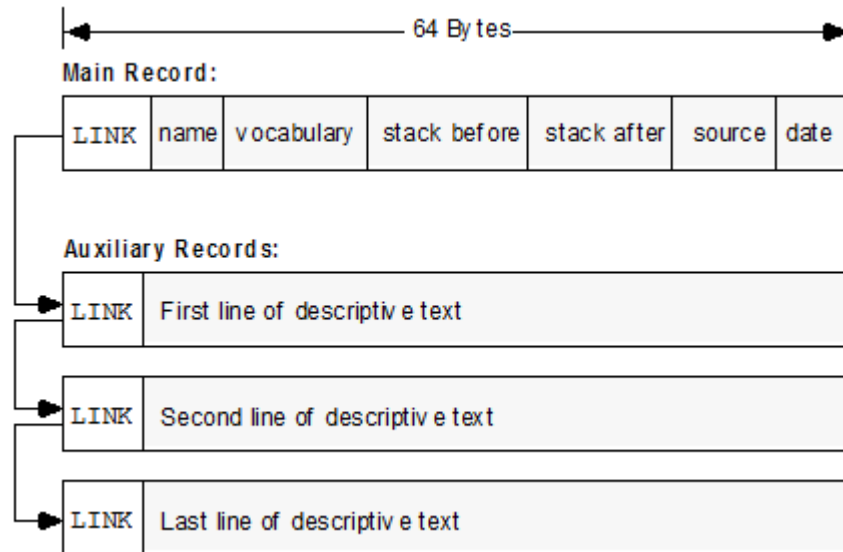 64 Bytes
Main Record:
LINK name vocabulary stack before stack after source date
Auxiliary Records:
LINK First line of descriptive text
LINK Second line of descriptive text
LINK Last line of descriptive text